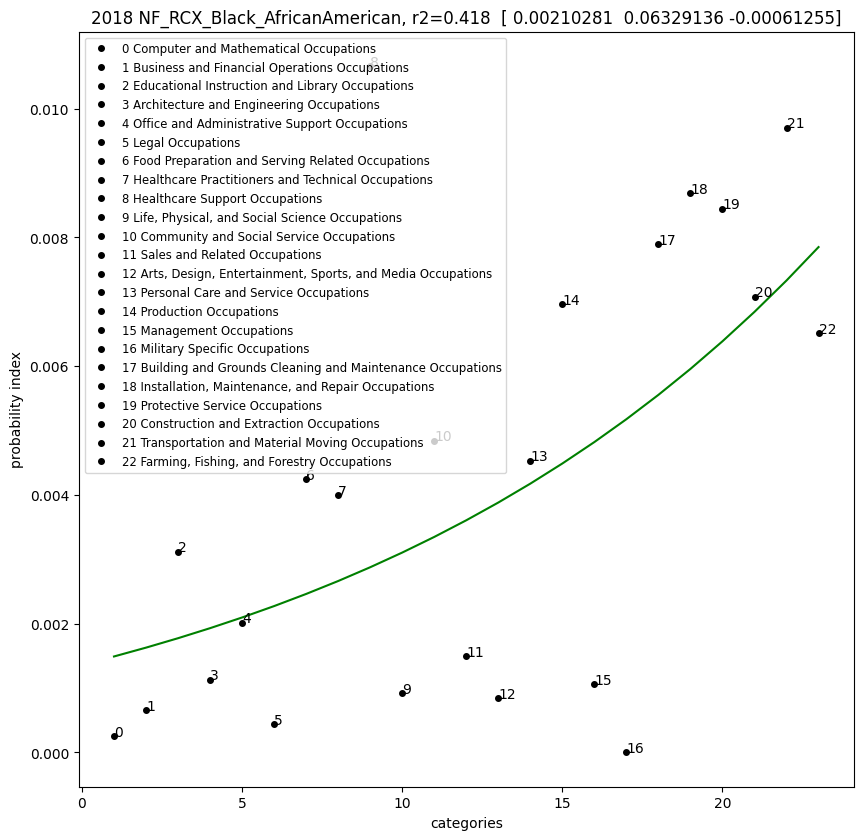 2018 NF_RCX_Black_AfricanAmerican, r2=0.418 [ 0.00210281 0.06329136 -0.00061255]
0 Computer and Mathematical Occupations
1 Business and Financial Operations Occupations
2 Educational Instruction and Library Occupations
3 Architecture and Engineering Occupations
4 Office and Administrative Support Occupations
5 Legal Occupations
6 Food Preparation and Serving Related Occupations
7 Healthcare Practitioners and Technical Occupations
8 Healthcare Support Occupations
9 Life, Physical, and Social Science Occupations
10 Community and Social Service Occupations
11 Sales and Related Occupations
12 Arts, Design, Entertainment, Sports, and Media Occupations
13 Personal Care and Service Occupations
14 Production Occupations
15 Management Occupations
16 Military Specific Occupations
17 Building and Grounds Cleaning and Maintenance Occupations
18 Installation, Maintenance, and Repair Occupations
19 Protective Service Occupations
20 Construction and Extraction Occupations
21 Transportation and Material Moving Occupations
22 Farming, Fishing, and Forestry Occupations
8
21
18
19
17
20
14
22
10
13
6
7
2
4
11
3
15
9
12
1
5
0
16
0.010
0.008
0.006
0.004
0.002
0.000
probability index
0
5
10
15
20
categories